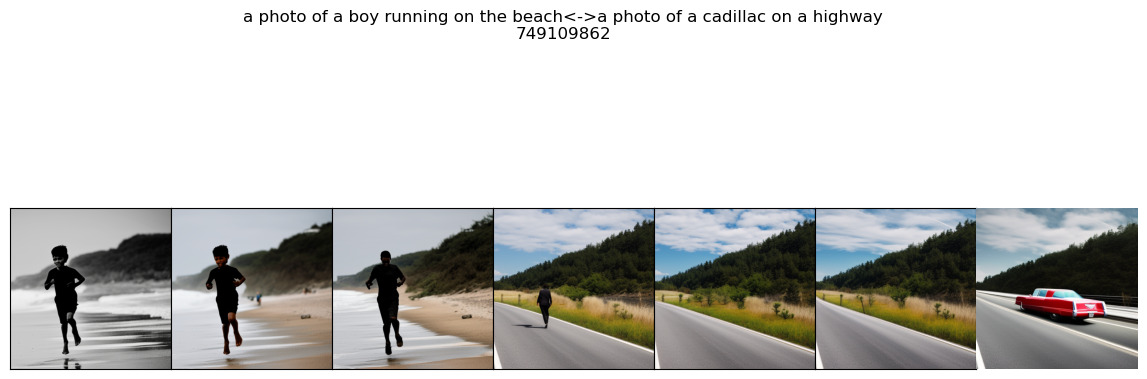 a photo of a boy running on the beach<->a photo of a cadillac on a highway
749109862